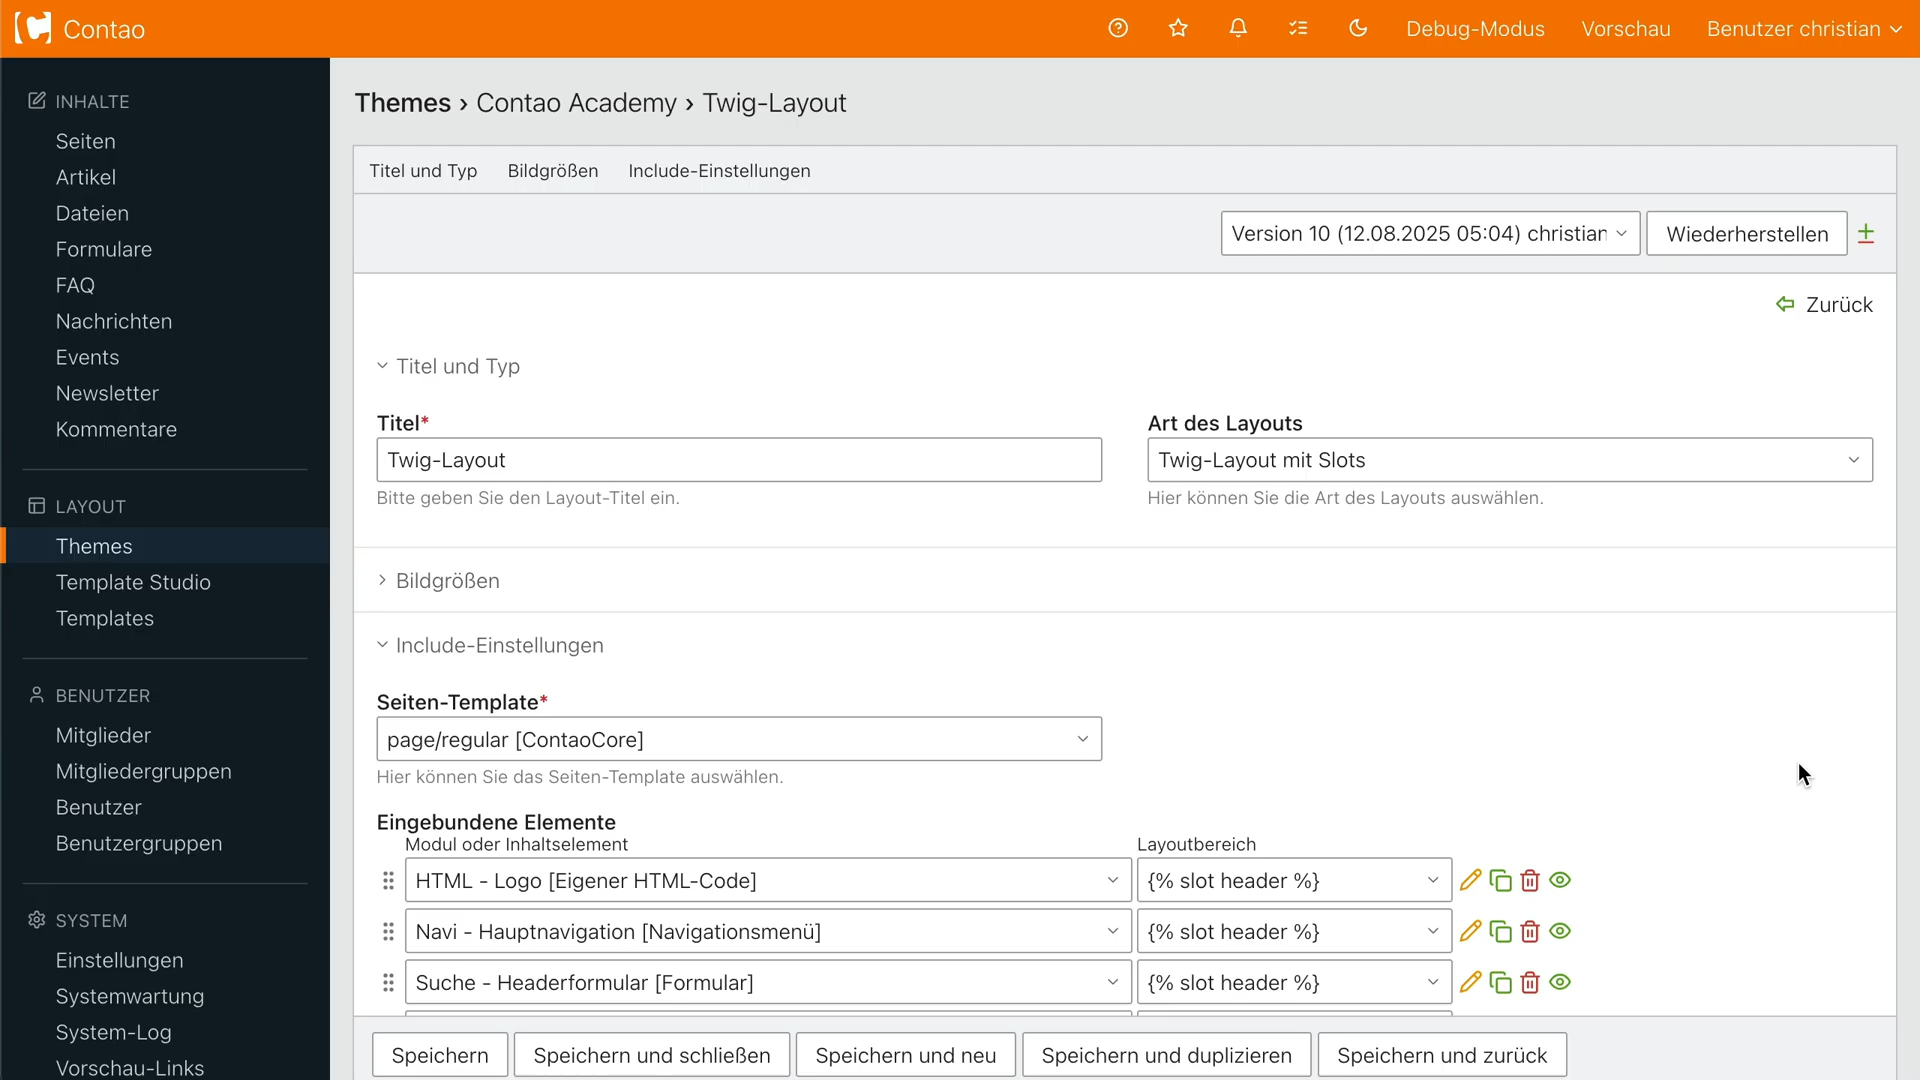 Contao
Debug-Modus
Vorschau
Benutzer christian
INHALTE
Seiten
Artikel
Dateien
Formulare
FAQ
Nachrichten
Events
Newsletter
Kommentare
LAYOUT
Themes
Template Studio
Templates
BENUTZER
Mitglieder
Mitgliedergruppen
Benutzer
Benutzergruppen
SYSTEM
Einstellungen
Systemwartung
System-Log
Vorschau-Links
Themes › Contao Academy › Twig-Layout
Titel und Typ Bildgrößen Include-Einstellungen
Version 10 (12.08.2025 05:04) christian Wiederherstellen
Zurück
Titel und Typ
Titel* Art des Layouts
Twig-Layout Twig-Layout mit Slots
Bitte geben Sie den Layout-Titel ein. Hier können Sie die Art des Layouts auswählen.
Bildgrößen
Include-Einstellungen
Seiten-Template*
page/regular [ContaoCore]
Hier können Sie das Seiten-Template auswählen.
Eingebundene Elemente
Modul oder Inhaltselement Layoutbereich
HTML - Logo [Eigener HTML-Code] {% slot header %}
Navi - Hauptnavigation [Navigationsmenü] {% slot header %}
Suche - Headerformular [Formular] {% slot header %}
Speichern Speichern und schließen Speichern und neu Speichern und duplizieren Speichern und zurück